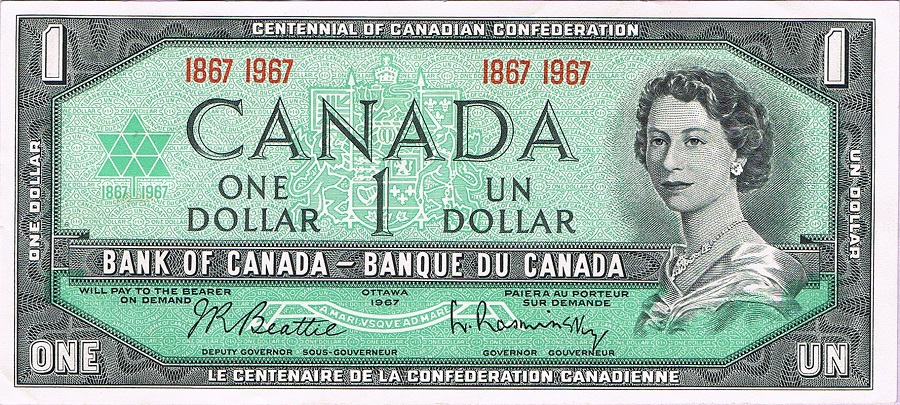 CENTENNIAL OF CANADIAN CONFEDERATION
1
1
1867 1967
1867 1967
CANADA
1867 1967
ONE DOLLAR
1
UN DOLLAR
ONE DOLLAR
UN DOLLAR
BANK OF CANADA – BANQUE DU CANADA
WILL PAY TO THE BEARER ON DEMAND
OTTAWA 1967
PAIERA AU PORTEUR SUR DEMANDE
A MARI VSQVE AD MARE
J.R. Beattie
L. Rasminsky
DEPUTY GOVERNOR SOUS-GOUVERNEUR
GOVERNOR GOUVERNEUR
ONE
UN
LE CENTENAIRE DE LA CONFÉDÉRATION CANADIENNE